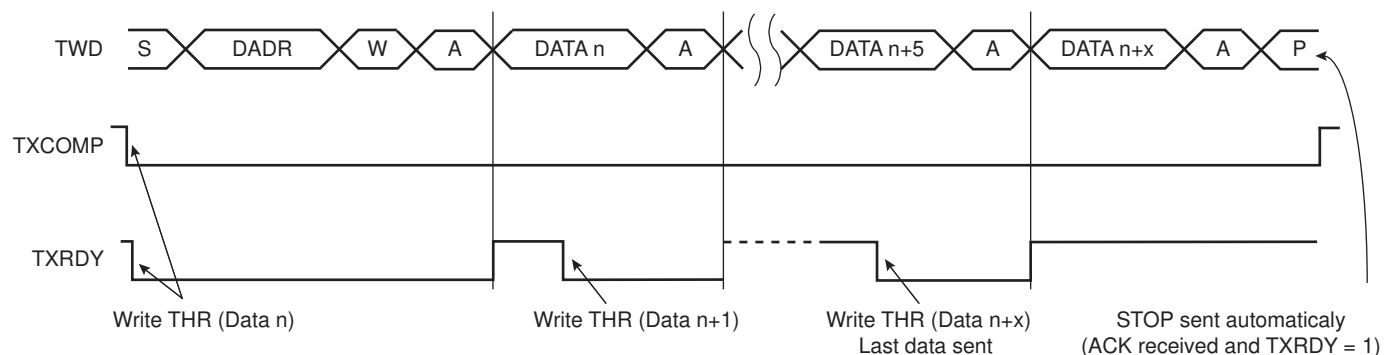 TWD S DADR W A DATA n A DATA n+5 A DATA n+x A P
TXCOMP
TXRDY
Write THR (Data n)
Write THR (Data n+1)
Write THR (Data n+x)
Last data sent
STOP sent automaticaly
(ACK received and TXRDY = 1)